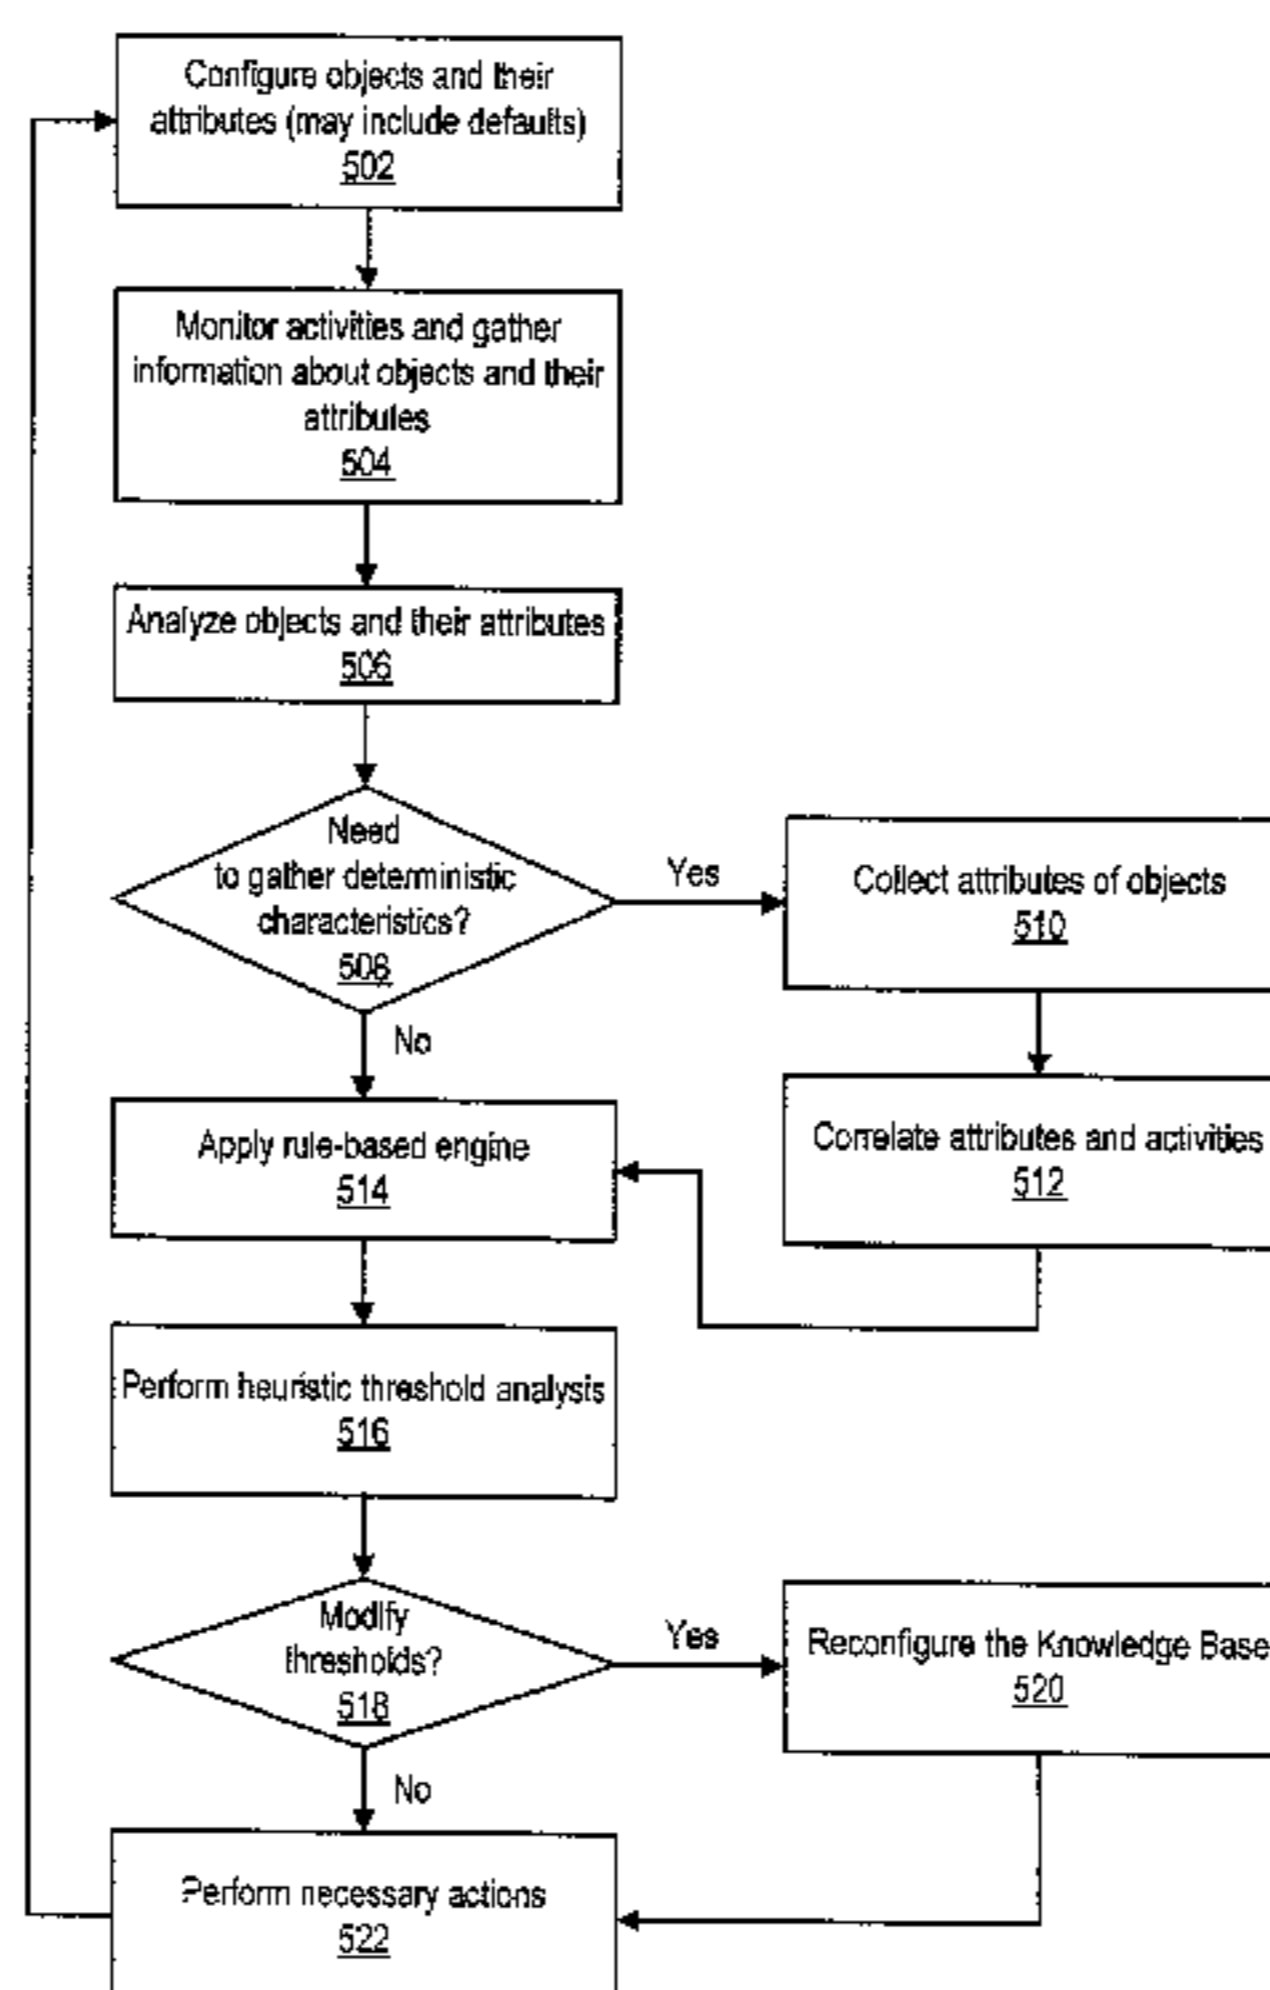 Configure objects and their
attributes (may include defaults)
502
Monitor activities and gather
information about objects and their
attributes
504
Analyze objects and their attributes
506
Need
to gather deterministic
characteristics?
508
Yes
Collect attributes of objects
510
No
Correlate attributes and activities
512
Apply rule-based engine
514
Perform heuristic threshold analysis
516
Modify
thresholds?
518
Yes
Reconfigure the Knowledge Base
520
No
Perform necessary actions
522